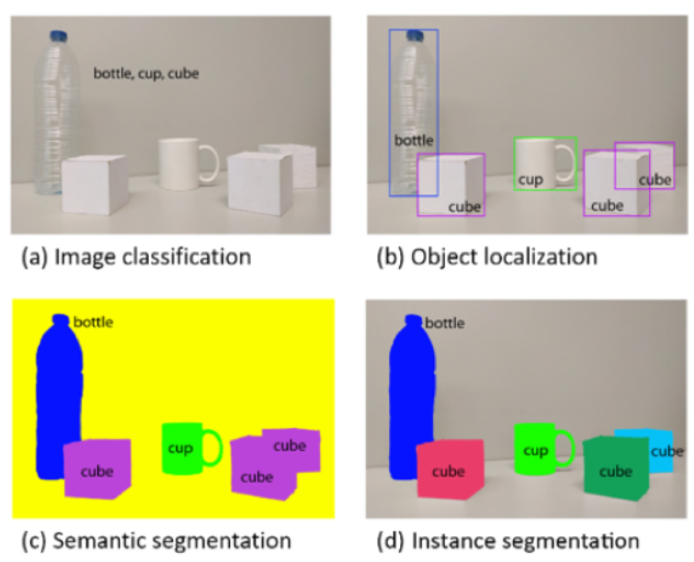 bottle, cup, cube
bottle
cup
cube
cube
cube
(a) Image classification
(b) Object localization
bottle
cup
cube
cube
cube
bottle
cup
cube
cube
cube
(c) Semantic segmentation
(d) Instance segmentation